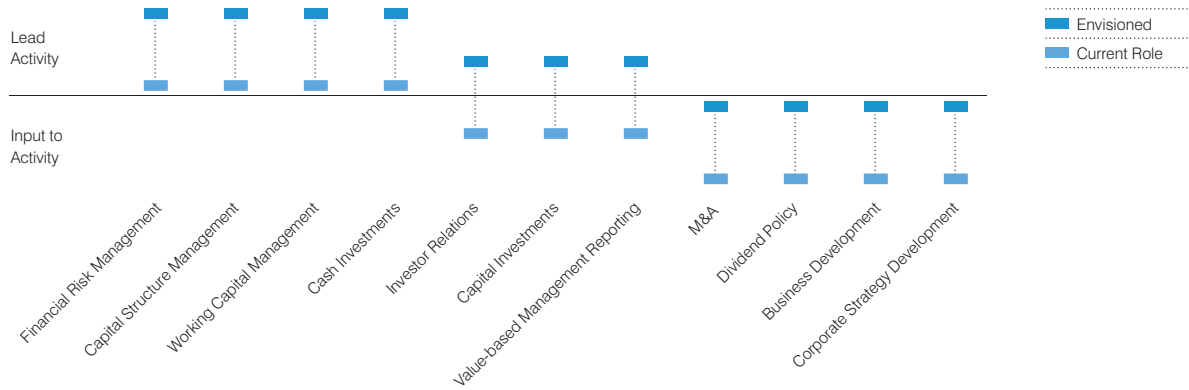 Lead
Activity
Input to
Activity
Financial Risk Management
Capital Structure Management
Working Capital Management
Cash Investments
Investor Relations
Capital Investments
Value-based Management Reporting
M&A
Dividend Policy
Business Development
Corporate Strategy Development
Envisioned
Current Role